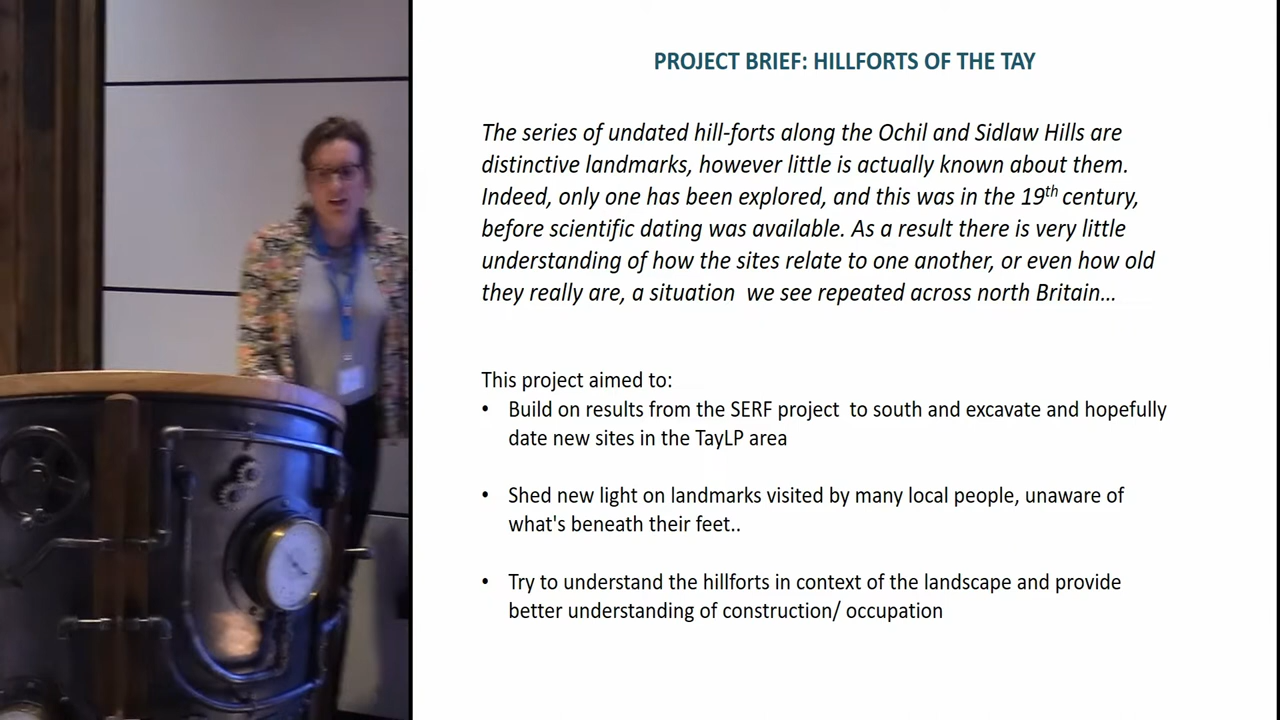 PROJECT BRIEF: HILLFORTS OF THE TAY
The series of undated hill-forts along the Ochil and Sidlaw Hills are
distinctive landmarks, however little is actually known about them.
Indeed, only one has been explored, and this was in the 19th century,
before scientific dating was available. As a result there is very little
understanding of how the sites relate to one another, or even how old
they really are, a situation  we see repeated across north Britain...
This project aimed to:
• Build on results from the SERF project  to south and excavate and hopefully
date new sites in the TayLP area
• Shed new light on landmarks visited by many local people, unaware of
what's beneath their feet..
• Try to understand the hillforts in context of the landscape and provide
better understanding of construction/ occupation